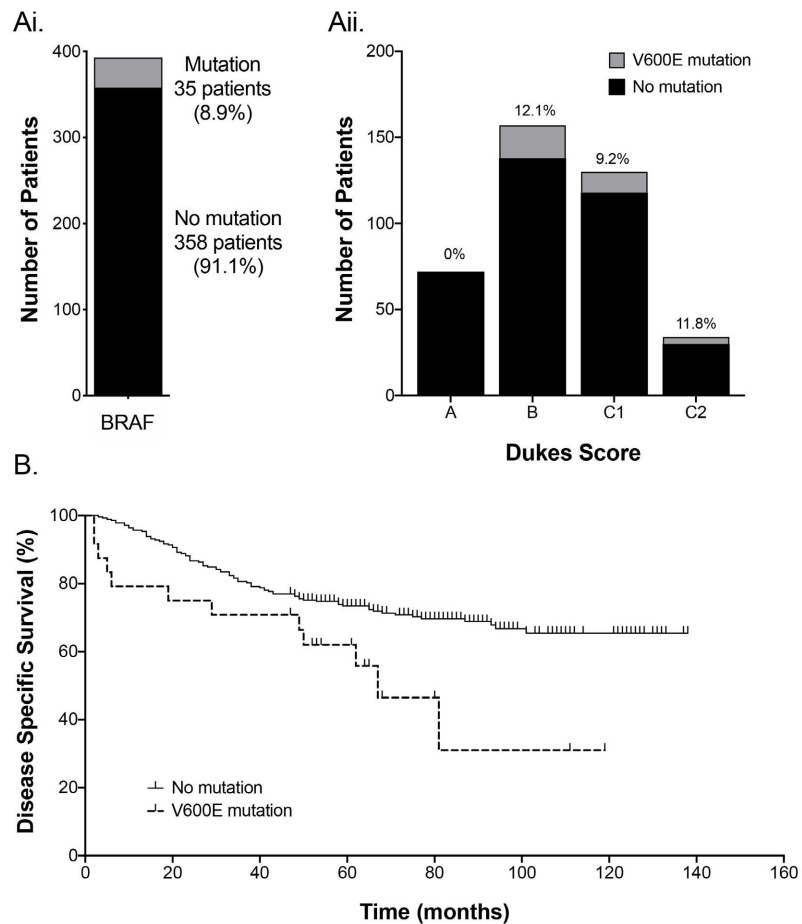 Ai.
Number of Patients
400
300
200
100
0
BRAF
Mutation
35 patients
(8.9%)
No mutation
358 patients
(91.1%)
Aii.
Number of Patients
200
150
100
50
0
V600E mutation
No mutation
0%
12.1%
9.2%
11.8%
A B C1 C2
Dukes Score
B.
Disease Specific Survival (%)
100
80
60
40
20
0
No mutation
V600E mutation
0 20 40 60 80 100 120 140 160
Time (months)